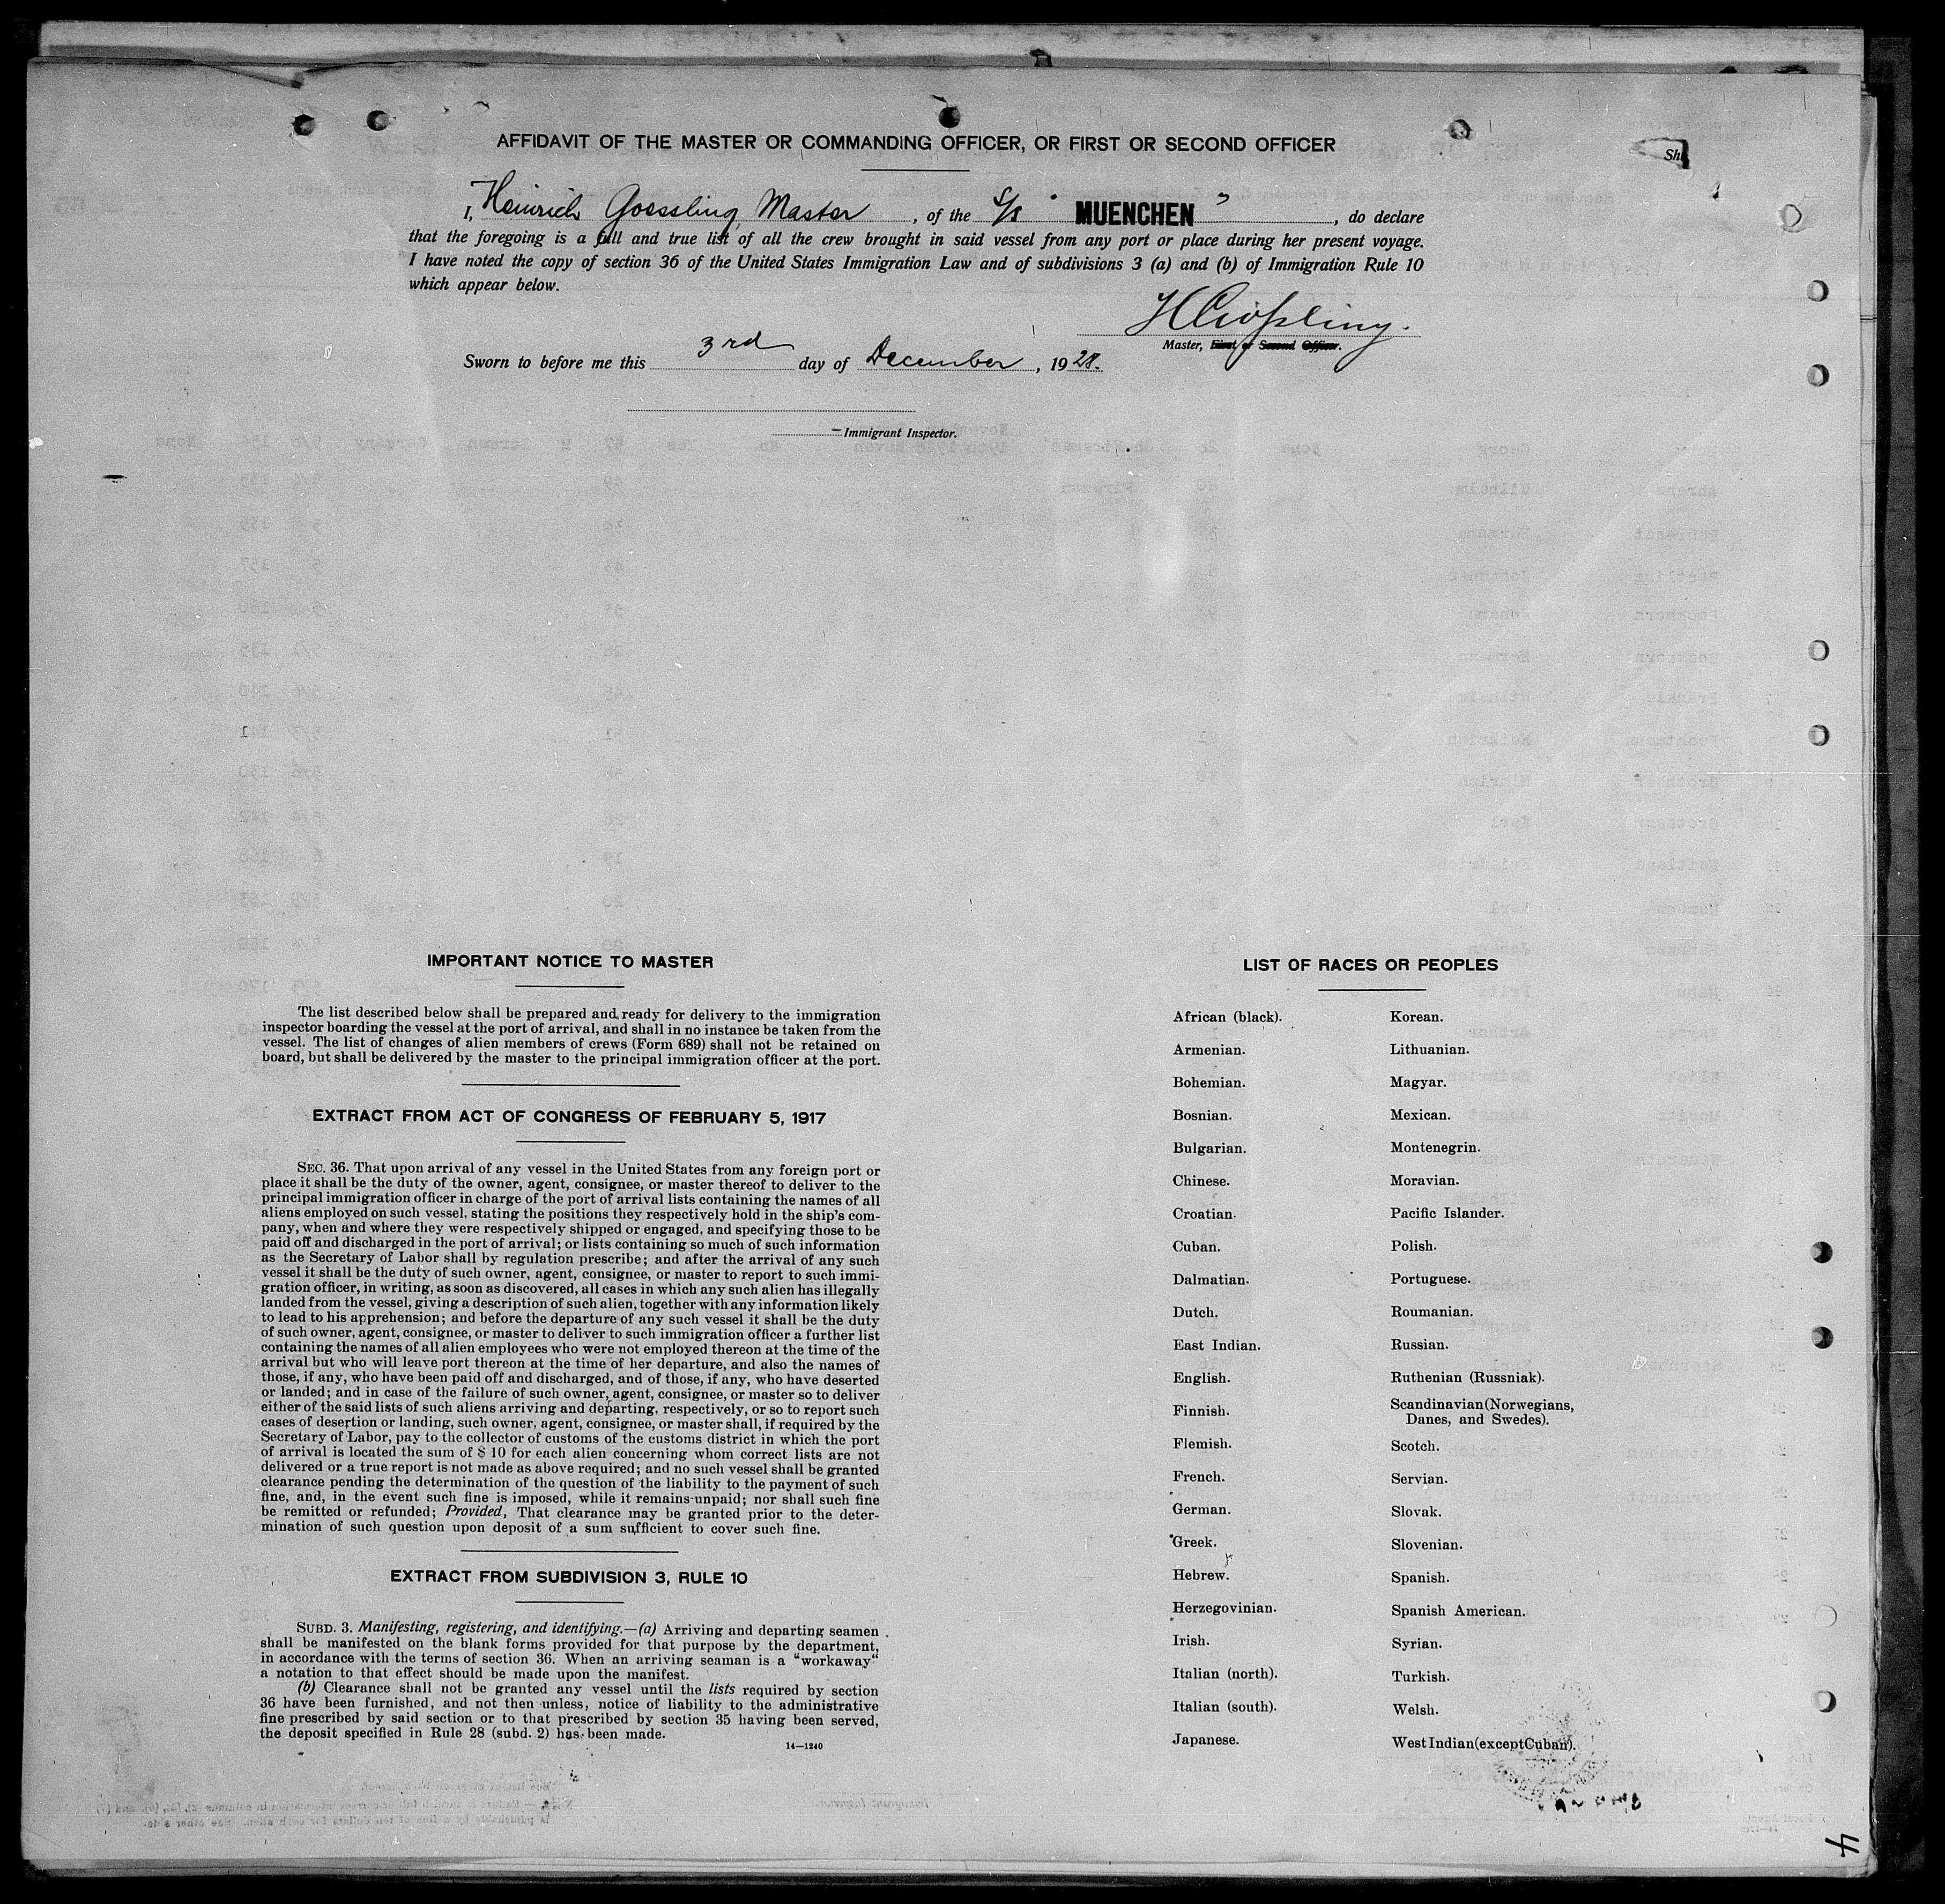 AFFIDAVIT OF THE MASTER OR COMMANDING OFFICER, OR FIRST OR SECOND OFFICER
Sh
I, Heinrich Goessling Master, of the S/S " MUENCHEN ", do declare
that the foregoing is a full and true list of all the crew brought in said vessel from any port or place during her present voyage.
I have noted the copy of section 36 of the United States Immigration Law and of subdivisions 3 (a) and (b) of Immigration Rule 10
which appear below.
H Goessling.
Master, First or Second Officer.
Sworn to before me this 3rd day of December, 1928.
Immigrant Inspector.
IMPORTANT NOTICE TO MASTER
The list described below shall be prepared and ready for delivery to the immigration
inspector boarding the vessel at the port of arrival, and shall in no instance be taken from the
vessel. The list of changes of alien members of crews (Form 689) shall not be retained on
board, but shall be delivered by the master to the principal immigration officer at the port.
EXTRACT FROM ACT OF CONGRESS OF FEBRUARY 5, 1917
SEC. 36. That upon arrival of any vessel in the United States from any foreign port or
place it shall be the duty of the owner, agent, consignee, or master thereof to deliver to the
principal immigration officer in charge of the port of arrival lists containing the names of all
aliens employed on such vessel, stating the positions they respectively hold in the ship's com-
pany, when and where they were respectively shipped or engaged, and specifying those to be
paid off and discharged in the port of arrival; or lists containing so much of such information
as the Secretary of Labor shall by regulation prescribe; and after the arrival of any such
vessel it shall be the duty of such owner, agent, consignee, or master to report to such immi-
gration officer, in writing, as soon as discovered, all cases in which any such alien has illegally
landed from the vessel, giving a description of such alien, together with any information likely
to lead to his apprehension; and before the departure of any such vessel it shall be the duty
of such owner, agent, consignee, or master to deliver to such immigration officer a further list
containing the names of all alien employees who were not employed thereon at the time of the
arrival but who will leave port thereon at the time of her departure, and also the names of
those, if any, who have been paid off and discharged, and of those, if any, who have deserted
or landed; and in case of the failure of such owner, agent, consignee, or master so to deliver
either of the said lists of such aliens arriving and departing, respectively, or so to report such
cases of desertion or landing, such owner, agent, consignee, or master shall, if required by the
Secretary of Labor, pay to the collector of customs of the customs district in which the port
of arrival is located the sum of $ 10 for each alien concerning whom correct lists are not
delivered or a true report is not made as above required; and no such vessel shall be granted
clearance pending the determination of the question of the liability to the payment of such
fine, and, in the event such fine is imposed, while it remains unpaid; nor shall such fine
be remitted or refunded; Provided, That clearance may be granted prior to the deter-
mination of such question upon deposit of a sum sufficient to cover such fine.
EXTRACT FROM SUBDIVISION 3, RULE 10
SUBD. 3. Manifesting, registering, and identifying.—(a) Arriving and departing seamen
shall be manifested on the blank forms provided for that purpose by the department,
in accordance with the terms of section 36. When an arriving seaman is a "workaway"
a notation to that effect should be made upon the manifest.
(b) Clearance shall not be granted any vessel until the lists required by section
36 have been furnished, and not then unless, notice of liability to the administrative
fine prescribed by said section or to that prescribed by section 35 having been served,
the deposit specified in Rule 28 (subd. 2) has been made.
14—1240
LIST OF RACES OR PEOPLES
African (black).
Armenian.
Bohemian.
Bosnian.
Bulgarian.
Chinese.
Croatian.
Cuban.
Dalmatian.
Dutch.
East Indian.
English.
Finnish.
Flemish.
French.
German.
Greek.
Hebrew.
Herzegovinian.
Irish.
Italian (north).
Italian (south).
Japanese.
Korean.
Lithuanian.
Magyar.
Mexican.
Montenegrin.
Moravian.
Pacific Islander.
Polish.
Portuguese.
Roumanian.
Russian.
Ruthenian (Russniak).
Scandinavian (Norwegians,
Danes, and Swedes).
Scotch.
Servian.
Slovak.
Slovenian.
Spanish.
Spanish American.
Syrian.
Turkish.
Welsh.
West Indian (except Cuban).
4